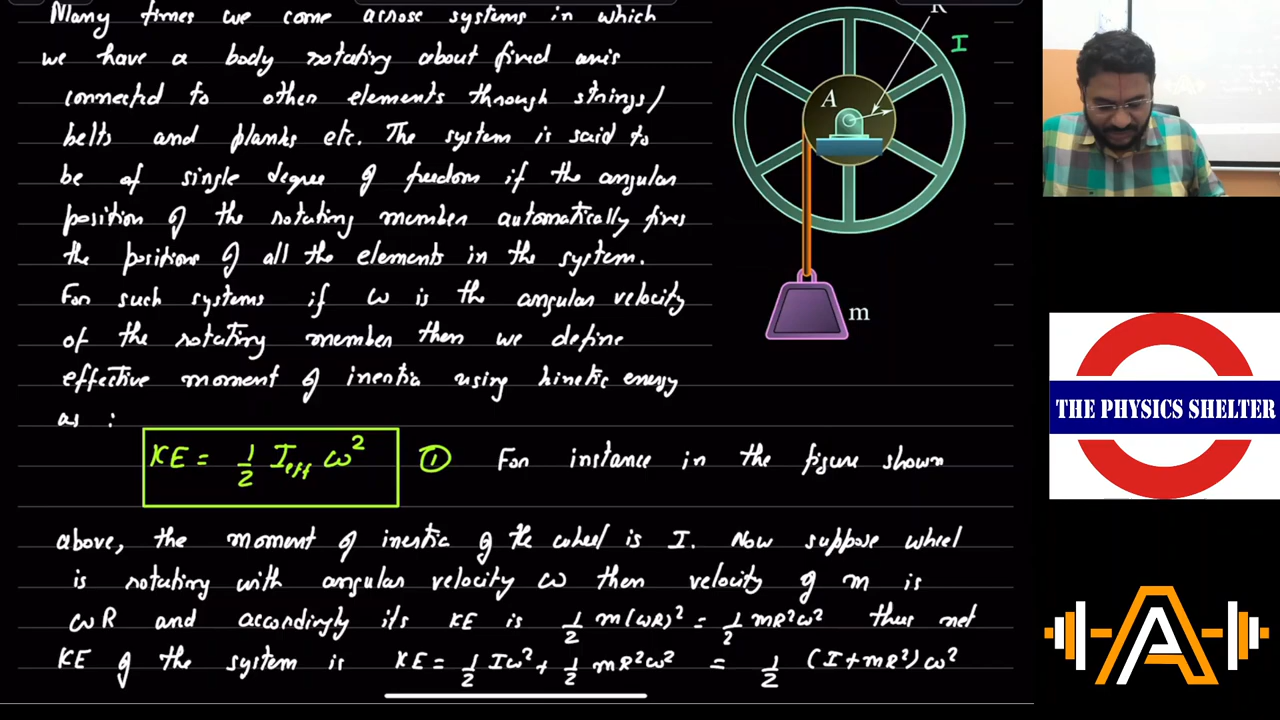 Many times we come across systems in which
we have a body rotating about fixed axis
connected to other elements through strings/
belts and planks etc. The system is said to
be of single degree of freedom if the angular
position of the rotating member automatically fixes
the positions of all the elements in the system.
For such systems if ω is the angular velocity
of the rotating member then we define
effective moment of inertia using kinetic energy
as :
KE = 1/2 I_eff ω² ① For instance in the figure shown
above, the moment of inertia of the wheel is I. Now suppose wheel
is rotating with angular velocity ω then velocity of m is
ωR and accordingly it's KE is 1/2 m(ωR)² = 1/2 mR²ω² thus net
KE of the system is KE = 1/2 Iω² + 1/2 mR²ω² = 1/2 (I+mR²)ω²
R
I
A
m
THE PHYSICS SHELTER
A